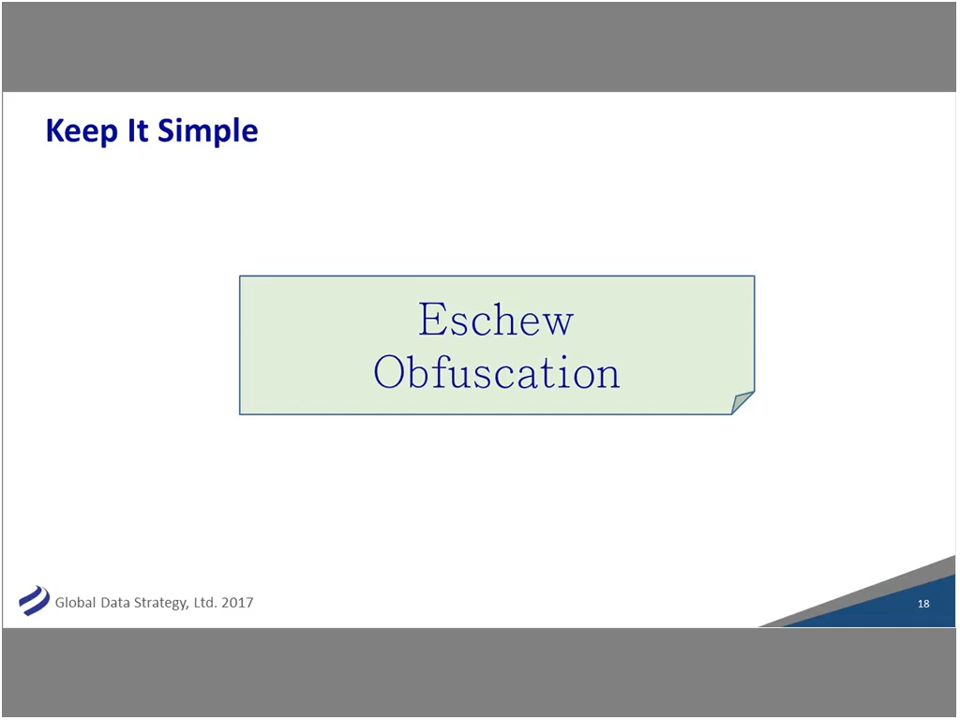 Keep It Simple
Eschew
Obfuscation
Global Data Strategy, Ltd. 2017
18